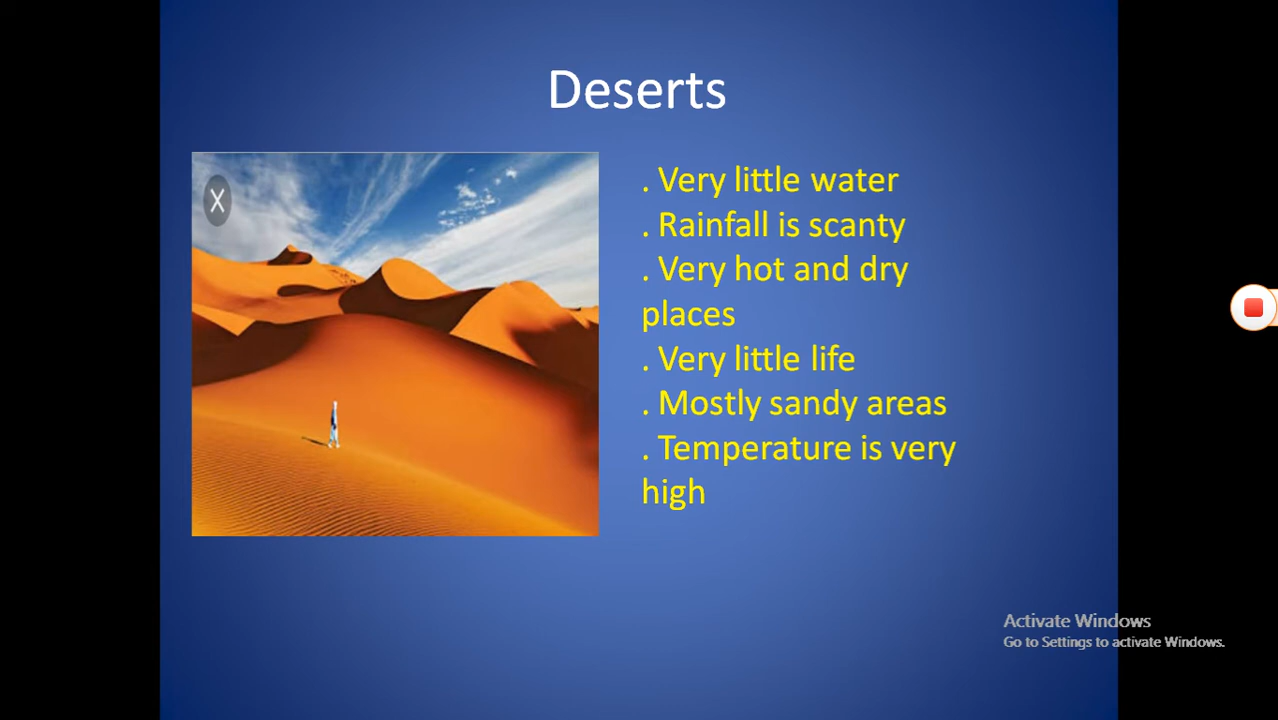 Deserts
X
. Very little water
. Rainfall is scanty
. Very hot and dry
places
. Very little life
. Mostly sandy areas
. Temperature is very
high
Activate Windows
Go to Settings to activate Windows.